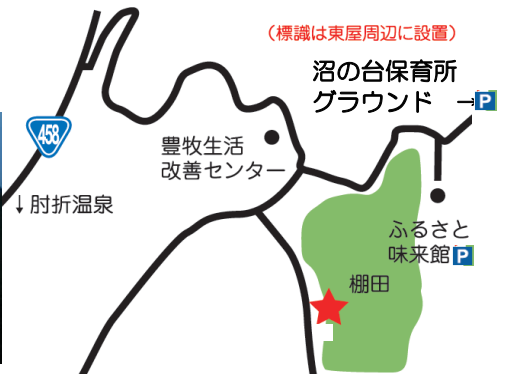 (標識は東屋周辺に設置)
沼の台保育所
グラウンド →P
458
豊牧生活
改善センター
↓肘折温泉
ふるさと
味来館P
棚田